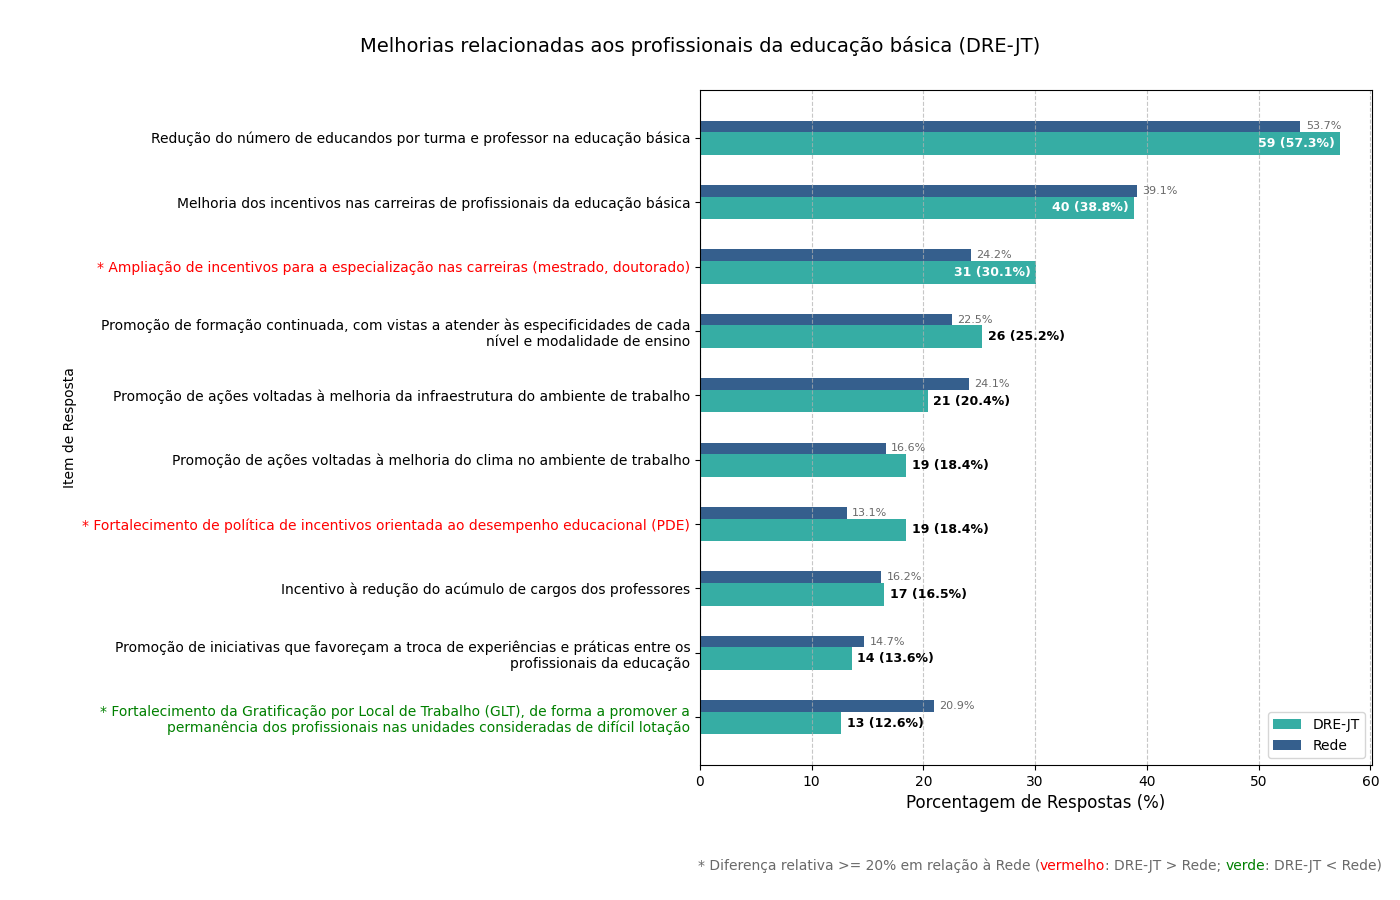 Melhorias relacionadas aos profissionais da educação básica (DRE-JT)
Item de Resposta
Redução do número de educandos por turma e professor na educação básica
53.7%
59 (57.3%)
Melhoria dos incentivos nas carreiras de profissionais da educação básica
39.1%
40 (38.8%)
* Ampliação de incentivos para a especialização nas carreiras (mestrado, doutorado)
24.2%
31 (30.1%)
Promoção de formação continuada, com vistas a atender às especificidades de cada
nível e modalidade de ensino
22.5%
26 (25.2%)
Promoção de ações voltadas à melhoria da infraestrutura do ambiente de trabalho
24.1%
21 (20.4%)
Promoção de ações voltadas à melhoria do clima no ambiente de trabalho
16.6%
19 (18.4%)
* Fortalecimento de política de incentivos orientada ao desempenho educacional (PDE)
13.1%
19 (18.4%)
Incentivo à redução do acúmulo de cargos dos professores
16.2%
17 (16.5%)
Promoção de iniciativas que favoreçam a troca de experiências e práticas entre os
profissionais da educação
14.7%
14 (13.6%)
* Fortalecimento da Gratificação por Local de Trabalho (GLT), de forma a promover a
permanência dos profissionais nas unidades consideradas de difícil lotação
20.9%
13 (12.6%)
DRE-JT
Rede
0 10 20 30 40 50 60
Porcentagem de Respostas (%)
* Diferença relativa >= 20% em relação à Rede (vermelho: DRE-JT > Rede; verde: DRE-JT < Rede)